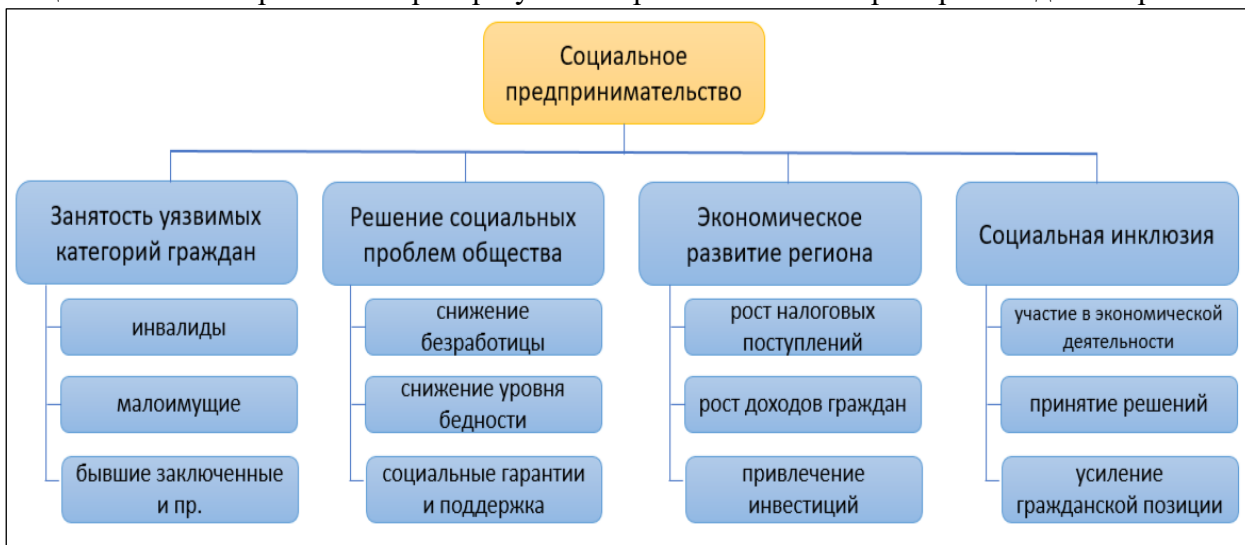 Социальное
предпринимательство
Занятость уязвимых
категорий граждан
инвалиды
малоимущие
бывшие заключенные
и пр.
Решение социальных
проблем общества
снижение
безработицы
снижение уровня
бедности
социальные гарантии
и поддержка
Экономическое
развитие региона
рост налоговых
поступлений
рост доходов граждан
привлечение
инвестиций
Социальная инклюзия
участие в экономической
деятельности
принятие решений
усиление
гражданской позиции